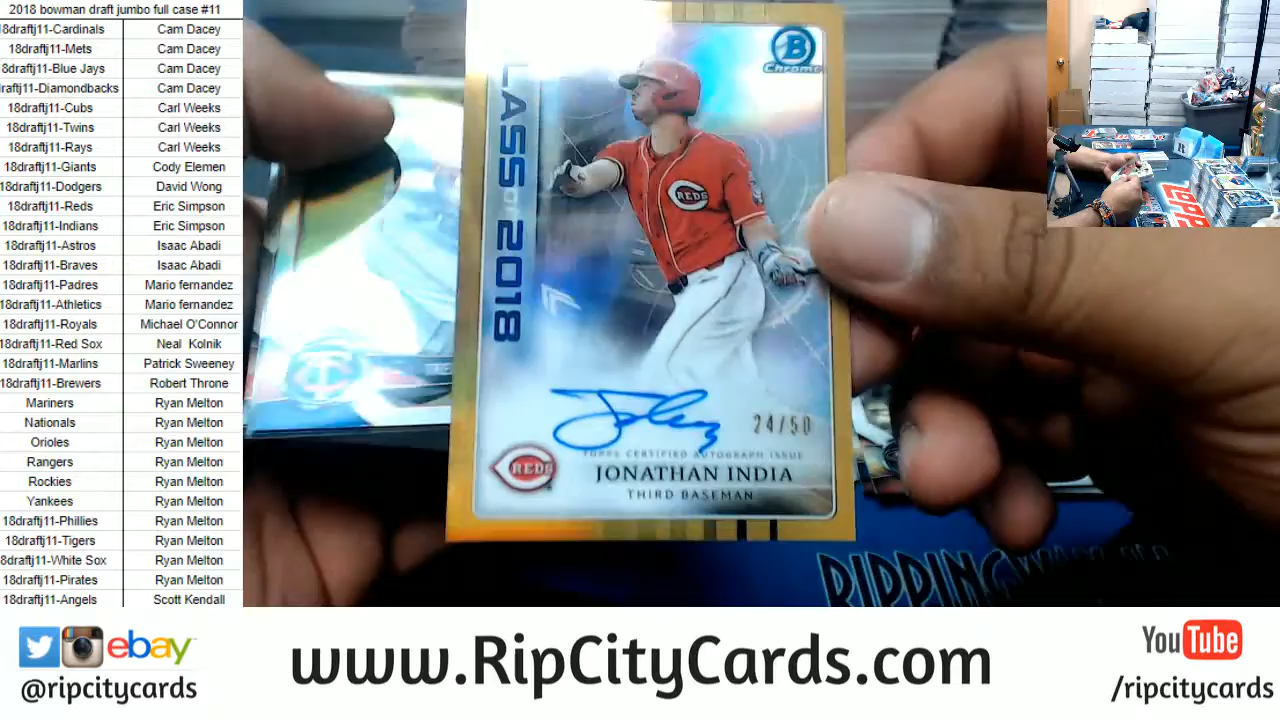 2018 bowman draft jumbo full case #11
18draftj11-Cardinals Cam Dacey
18draftj11-Mets Cam Dacey
18draftj11-Blue Jays Cam Dacey
18draftj11-Diamondbacks Cam Dacey
18draftj11-Cubs Carl Weeks
18draftj11-Twins Carl Weeks
18draftj11-Rays Carl Weeks
18draftj11-Giants Cody Elemen
18draftj11-Dodgers David Wong
18draftj11-Reds Eric Simpson
18draftj11-Indians Eric Simpson
18draftj11-Astros Isaac Abadi
18draftj11-Braves Isaac Abadi
18draftj11-Padres Mario fernandez
18draftj11-Athletics Mario fernandez
18draftj11-Royals Michael O'Connor
18draftj11-Red Sox Neal Kolnik
18draftj11-Marlins Patrick Sweeney
18draftj11-Brewers Robert Throne
Mariners Ryan Melton
Nationals Ryan Melton
Orioles Ryan Melton
Rangers Ryan Melton
Rockies Ryan Melton
Yankees Ryan Melton
18draftj11-Phillies Ryan Melton
18draftj11-Tigers Ryan Melton
8draftj11-White Sox Ryan Melton
18draftj11-Pirates Ryan Melton
18draftj11-Angels Scott Kendall
B
Chrome
LASS OF 2018
REDS
24/50
TOPPS CERTIFIED AUTOGRAPH ISSUE
REDS
JONATHAN INDIA
THIRD BASEMAN
RIPPING
TOPPS
ebay
@ripcitycards
www.RipCityCards.com
YouTube
/ripcitycards